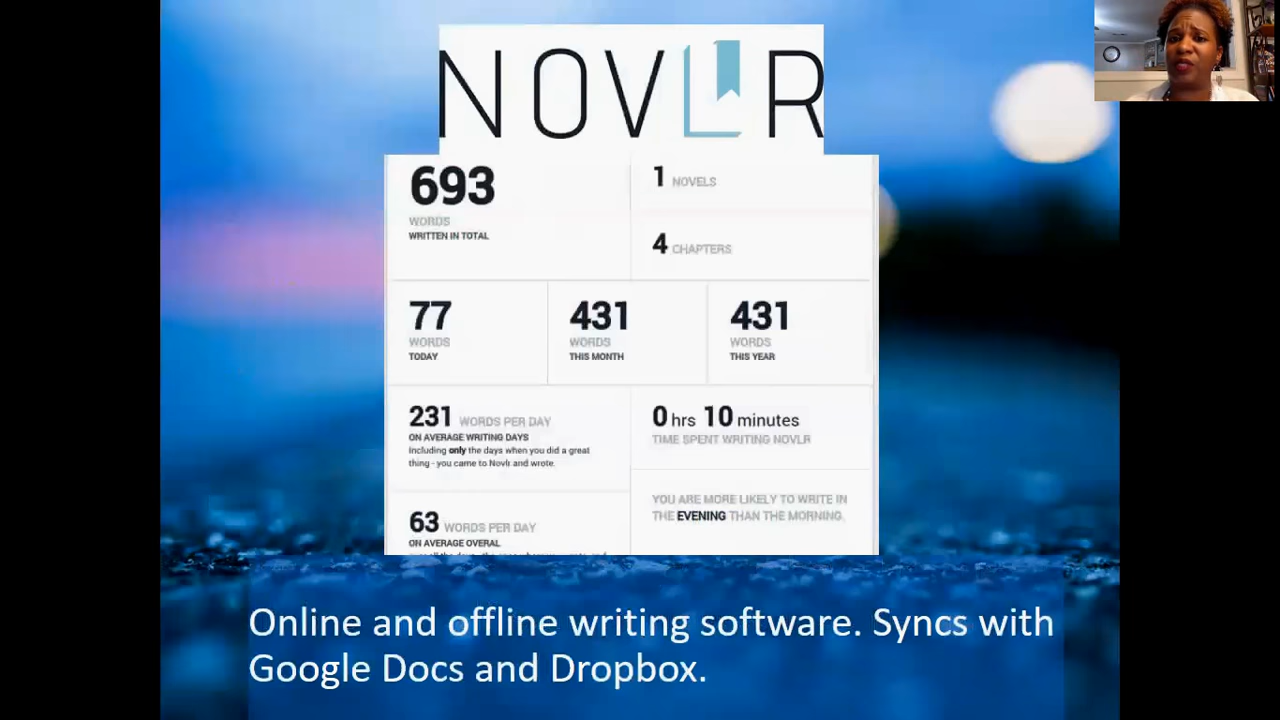 NOVLR
693
WORDS
WRITTEN IN TOTAL
1 NOVELS
4 CHAPTERS
77
WORDS
TODAY
431
WORDS
THIS MONTH
431
WORDS
THIS YEAR
231 WORDS PER DAY
ON AVERAGE WRITING DAYS
Including only the days when you did a great
thing - you came to Novlr and wrote.
0 hrs 10 minutes
TIME SPENT WRITING NOVLR
YOU ARE MORE LIKELY TO WRITE IN
THE EVENING THAN THE MORNING.
63 WORDS PER DAY
ON AVERAGE OVERAL
Online and offline writing software. Syncs with
Google Docs and Dropbox.